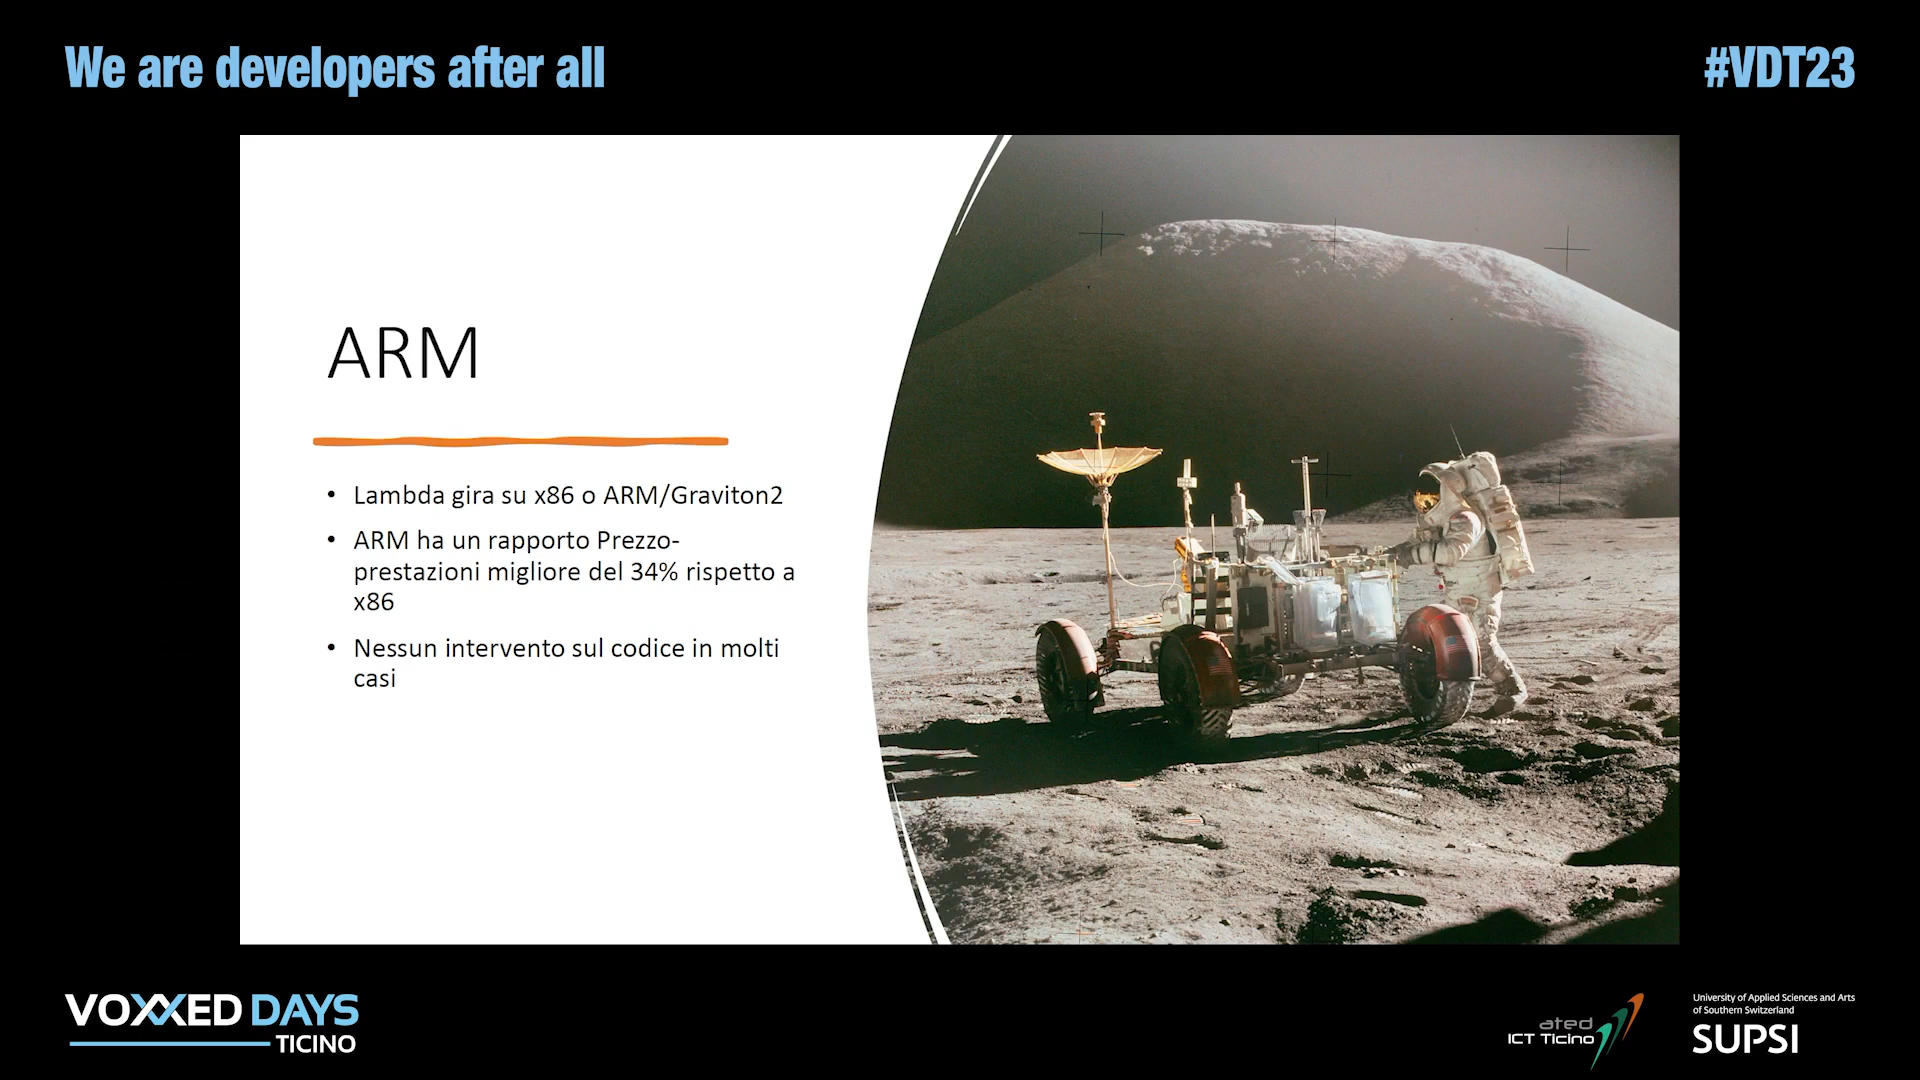 We are developers after all
#VDT23
ARM
• Lambda gira su x86 o ARM/Graviton2
• ARM ha un rapporto Prezzo-
prestazioni migliore del 34% rispetto a
x86
• Nessun intervento sul codice in molti
casi
VOXXED DAYS
TICINO
ated
ICT Ticino
University of Applied Sciences and Arts
of Southern Switzerland
SUPSI